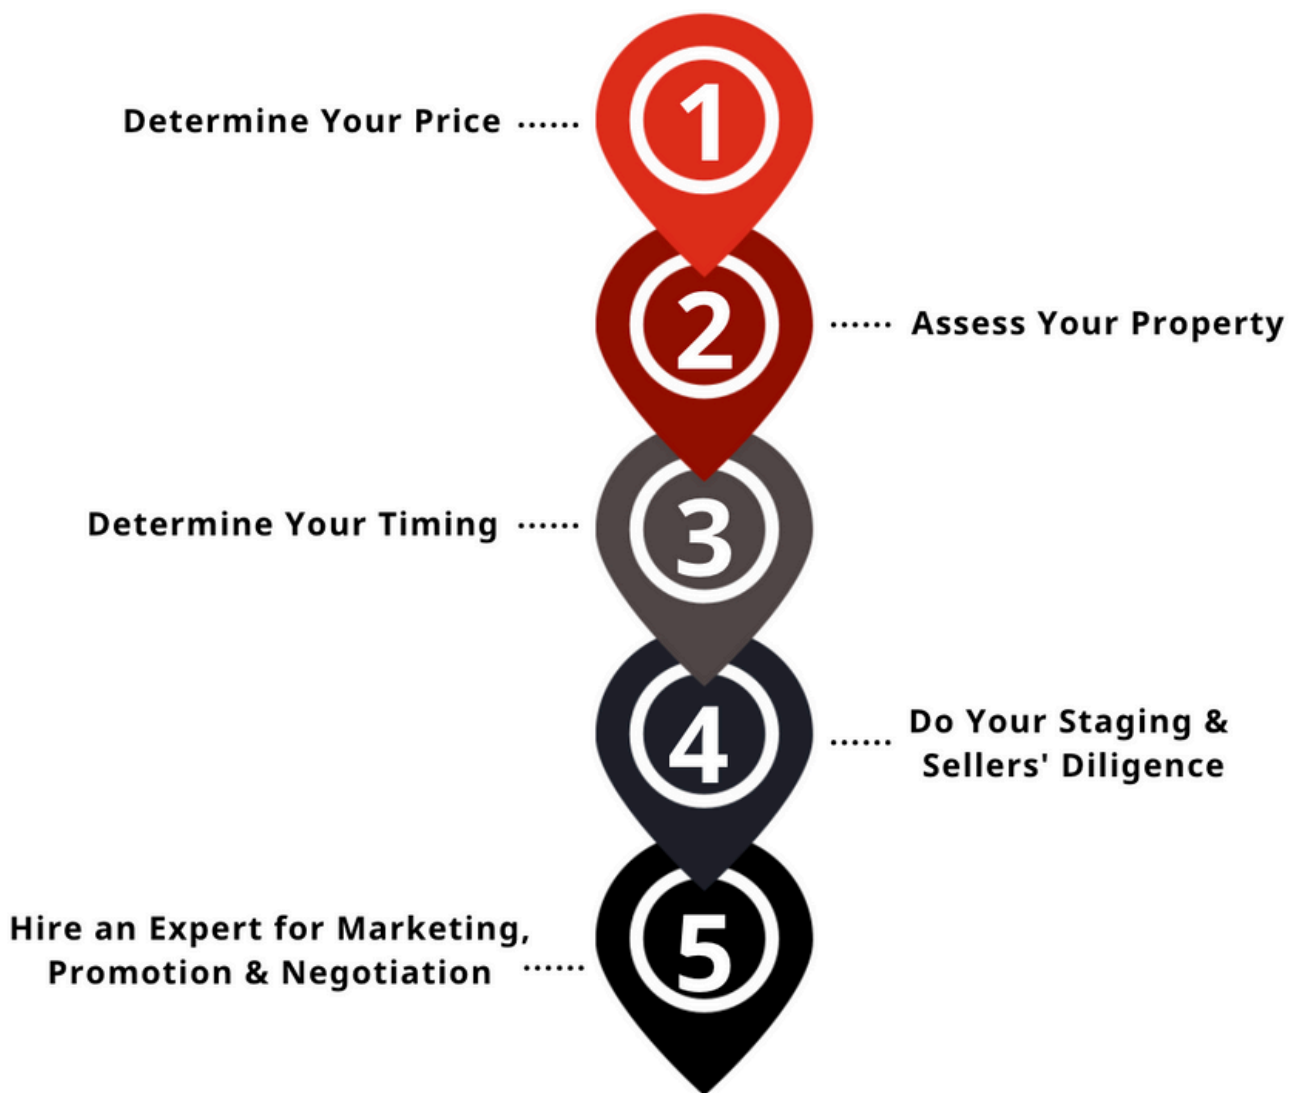 Determine Your Price ......
1
2
...... Assess Your Property
Determine Your Timing ......
3
4
Do Your Staging &
...... Sellers' Diligence
Hire an Expert for Marketing,
Promotion & Negotiation ......
5